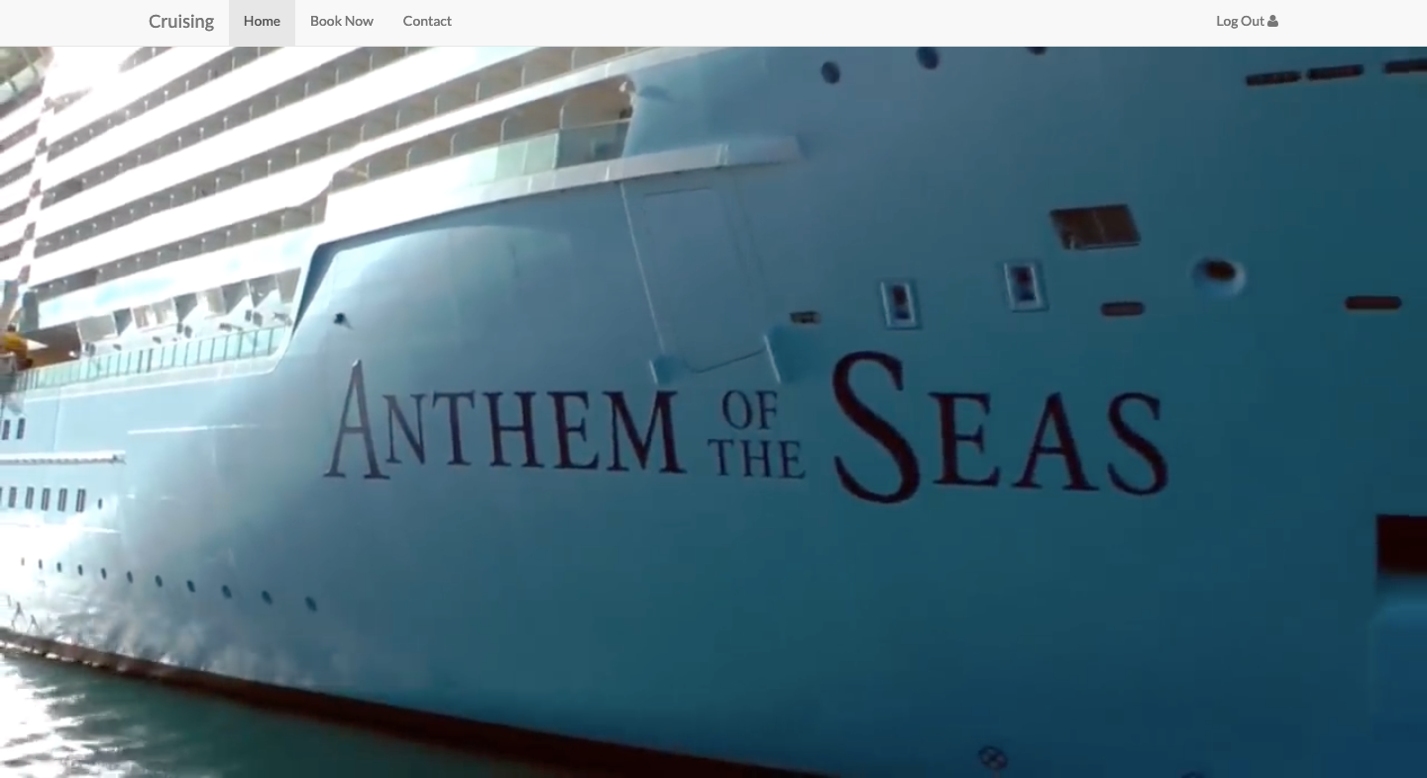 Cruising Home Book Now Contact Log Out
ANTHEM OF THE SEAS